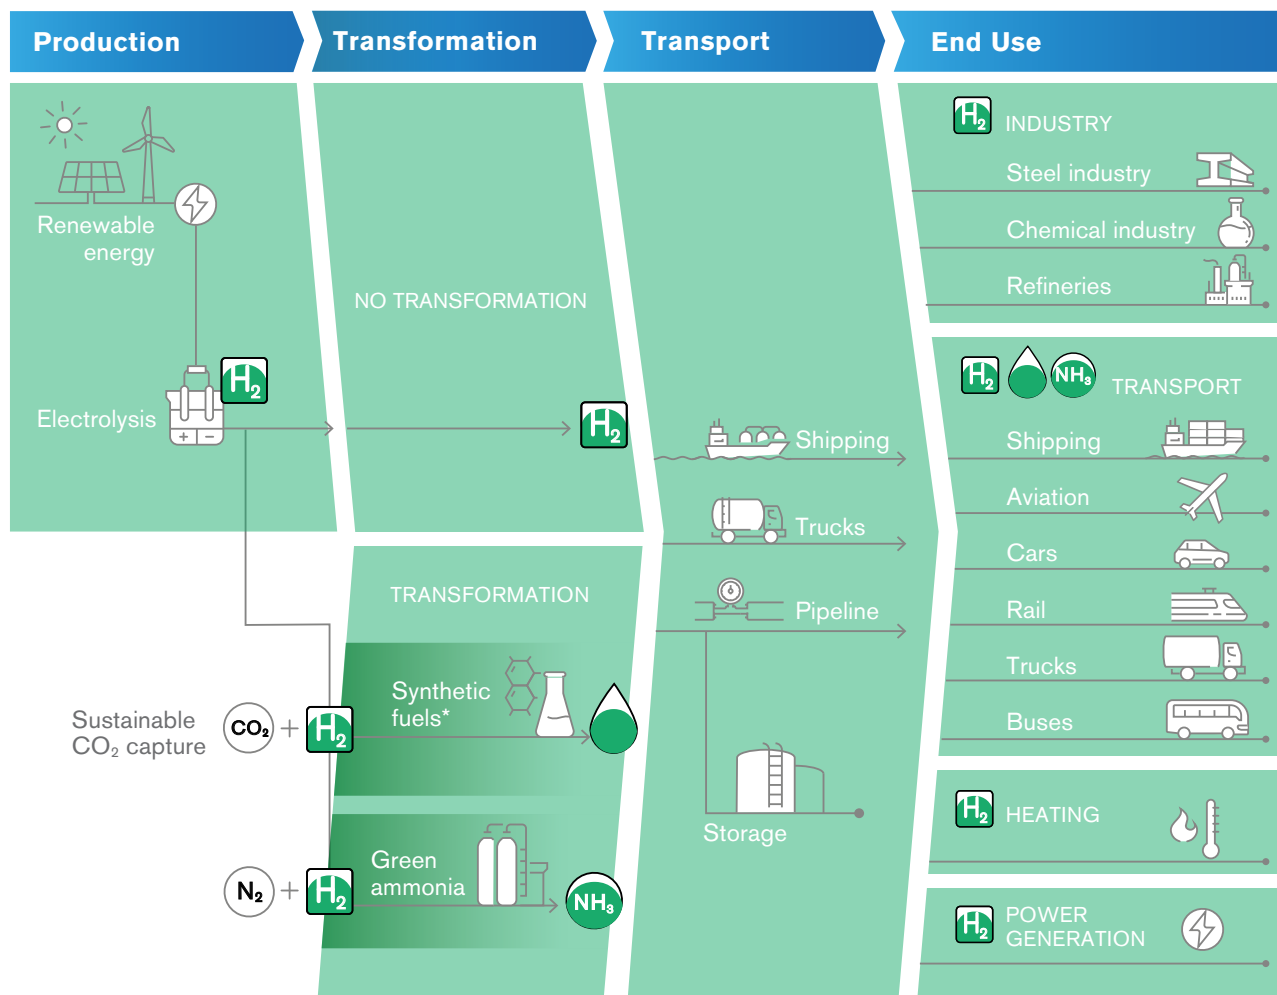 Production
Transformation
Transport
End Use
Renewable
energy
H2
Electrolysis
+ −
NO TRANSFORMATION
H2
TRANSFORMATION
Sustainable
CO₂ capture
CO₂ + H2
Synthetic
fuels*
N₂ + H2
Green
ammonia
NH₃
Shipping
Trucks
Pipeline
Storage
H2 INDUSTRY
Steel industry
Chemical industry
Refineries
H2 NH₃ TRANSPORT
Shipping
Aviation
Cars
Rail
Trucks
Buses
H2 HEATING
H2 POWER
GENERATION